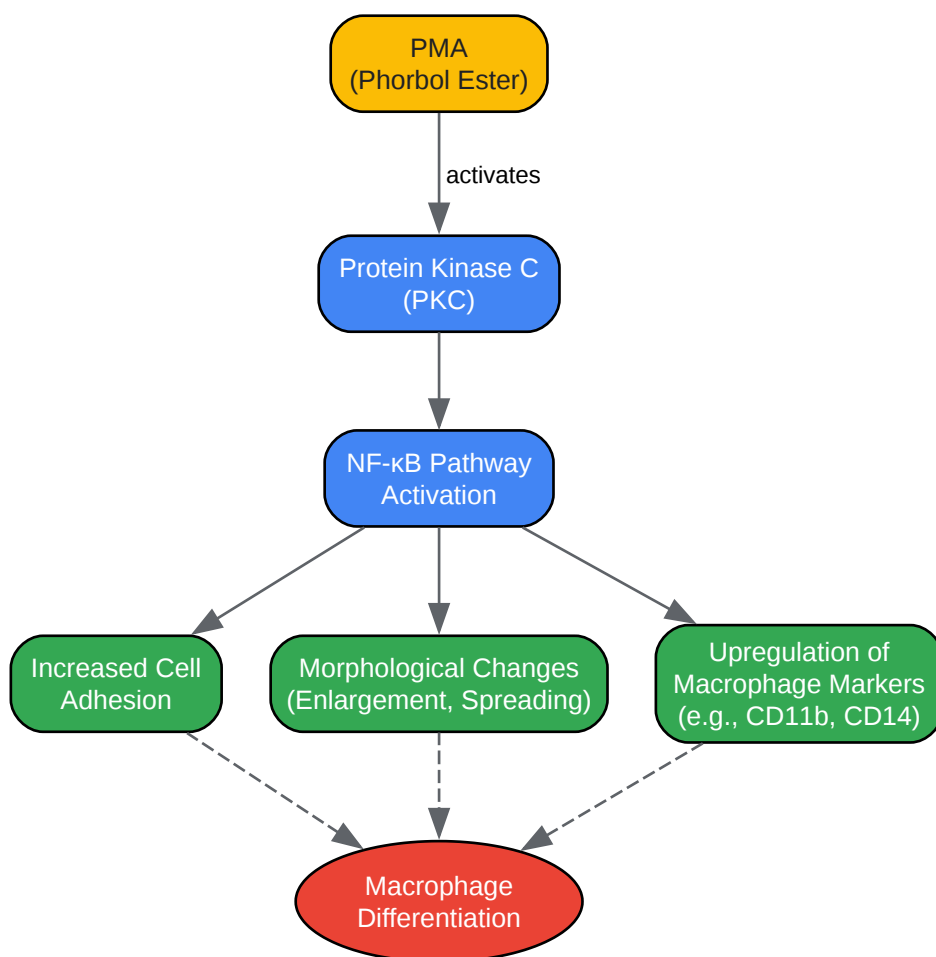 PMA
(Phorbol Ester)
activates
Protein Kinase C
(PKC)
NF-κB Pathway
Activation
Increased Cell
Adhesion
Morphological Changes
(Enlargement, Spreading)
Upregulation of
Macrophage Markers
(e.g., CD11b, CD14)
Macrophage
Differentiation